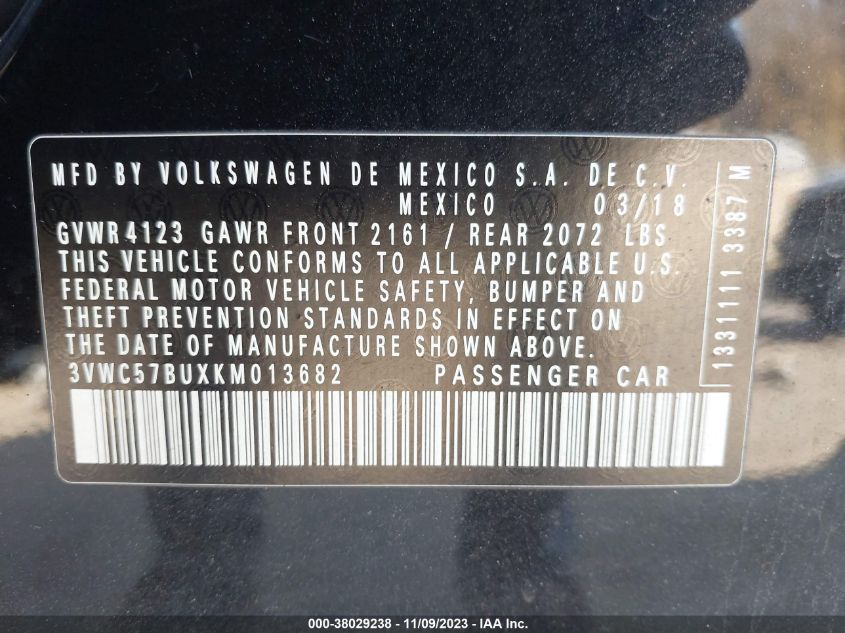 MFD BY VOLKSWAGEN DE MEXICO S.A. DE C.V.
MEXICO 03/18
GVWR 4123 GAWR FRONT 2161 / REAR 2072 LBS
THIS VEHICLE CONFORMS TO ALL APPLICABLE U.S.
FEDERAL MOTOR VEHICLE SAFETY, BUMPER AND
THEFT PREVENTION STANDARDS IN EFFECT ON
THE DATE OF MANUFACTURE SHOWN ABOVE.
3VWC57BUXKM013682 PASSENGER CAR
1331111 3387 M
000-38029238 - 11/09/2023 - IAA Inc.